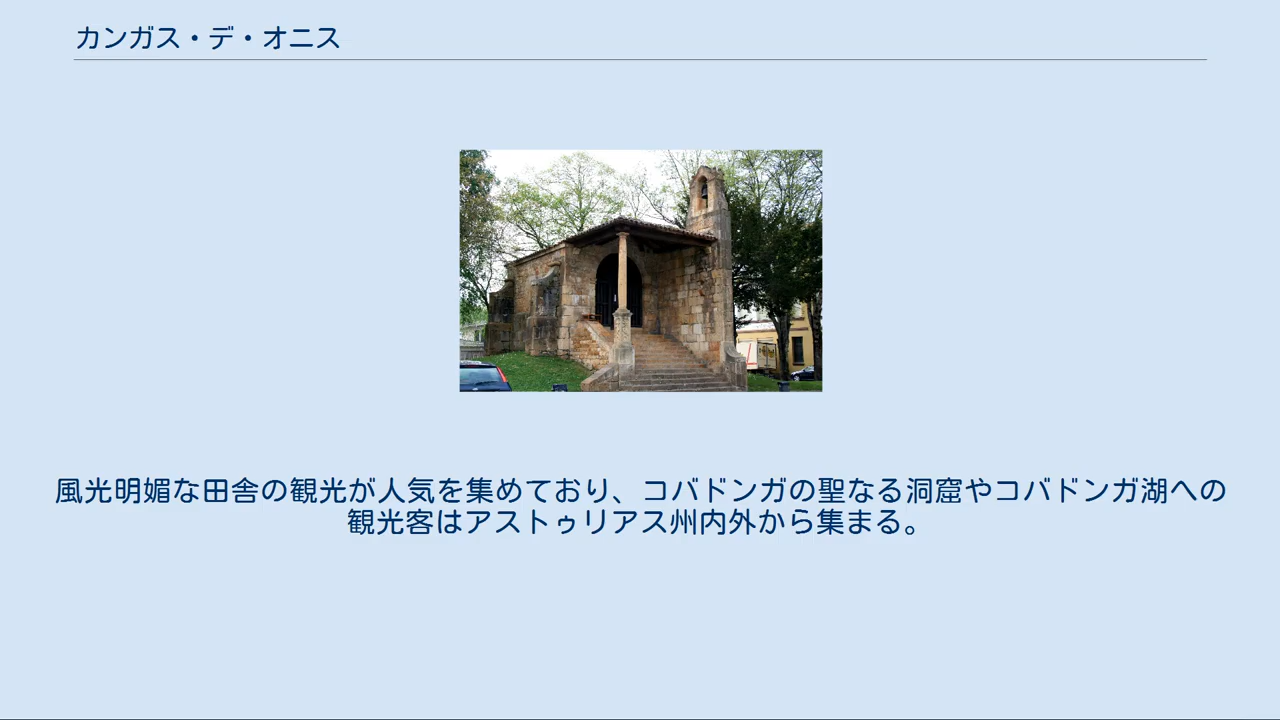 カンガス・デ・オニス
風光明媚な田舎の観光が人気を集めており、コバドンガの聖なる洞窟やコバドンガ湖への
観光客はアストゥリアス州内外から集まる。